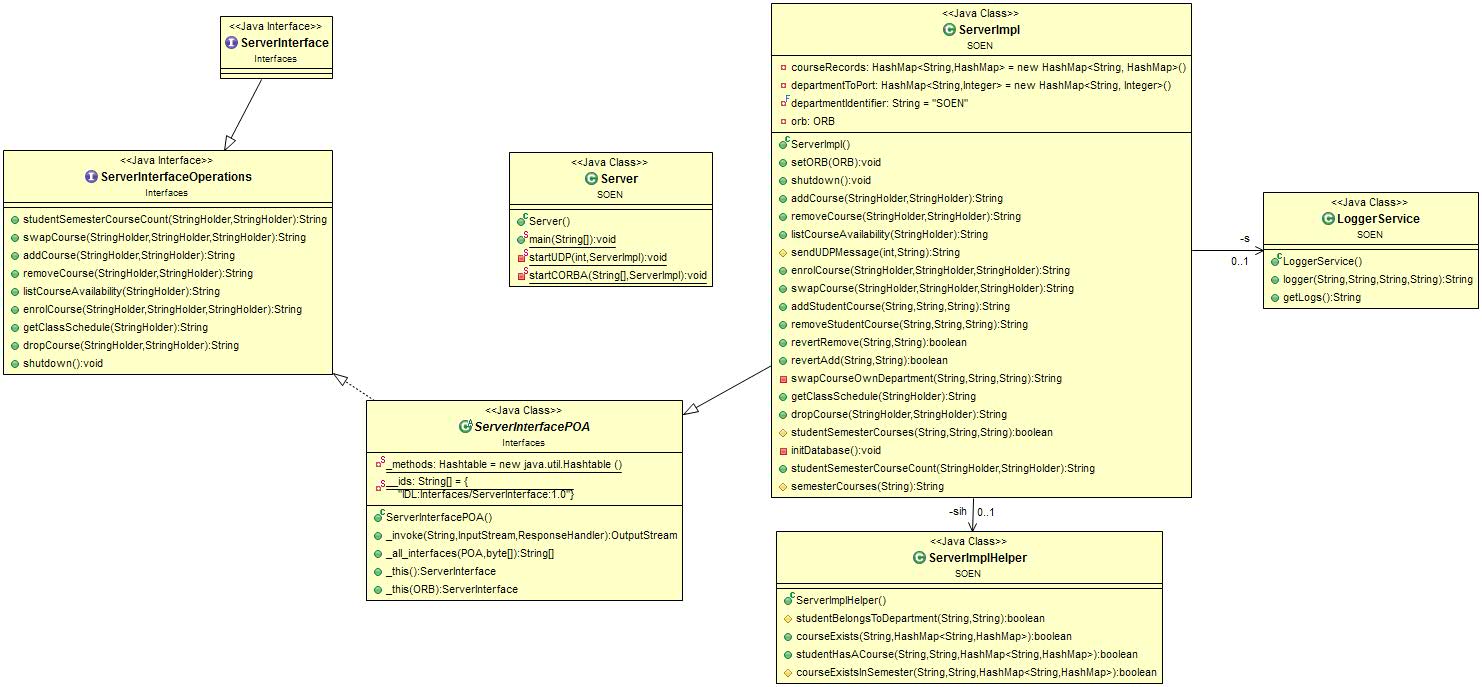 <<Java Interface>>
ServerInterface
Interfaces
<<Java Interface>>
ServerInterfaceOperations
Interfaces
studentSemesterCourseCount(StringHolder,StringHolder):String
swapCourse(StringHolder,StringHolder,StringHolder):String
addCourse(StringHolder,StringHolder):String
removeCourse(StringHolder,StringHolder):String
listCourseAvailability(StringHolder):String
enrolCourse(StringHolder,StringHolder,StringHolder):String
getClassSchedule(StringHolder):String
dropCourse(StringHolder,StringHolder):String
shutdown():void
<<Java Class>>
Server
SOEN
Server()
main(String[]):void
startUDP(int,ServerImpl):void
startCORBA(String[],ServerImpl):void
<<Java Class>>
ServerInterfacePOA
Interfaces
_methods: Hashtable = new java.util.Hashtable ()
__ids: String[] = {
"IDL:Interfaces/ServerInterface:1.0"}
ServerInterfacePOA()
_invoke(String,InputStream,ResponseHandler):OutputStream
_all_interfaces(POA,byte[]):String[]
_this():ServerInterface
_this(ORB):ServerInterface
<<Java Class>>
ServerImpl
SOEN
courseRecords: HashMap<String,HashMap> = new HashMap<String, HashMap>()
departmentToPort: HashMap<String,Integer> = new HashMap<String, Integer>()
departmentIdentifier: String = "SOEN"
orb: ORB
ServerImpl()
setORB(ORB):void
shutdown():void
addCourse(StringHolder,StringHolder):String
removeCourse(StringHolder,StringHolder):String
listCourseAvailability(StringHolder):String
sendUDPMessage(int,String):String
enrolCourse(StringHolder,StringHolder,StringHolder):String
swapCourse(StringHolder,StringHolder,StringHolder):String
addStudentCourse(String,String,String):String
removeStudentCourse(String,String,String):String
revertRemove(String,String):boolean
revertAdd(String,String):boolean
swapCourseOwnDepartment(String,String,String):String
getClassSchedule(StringHolder):String
dropCourse(StringHolder,StringHolder):String
studentSemesterCourses(String,String,String):boolean
initDatabase():void
studentSemesterCourseCount(StringHolder,StringHolder):String
semesterCourses(String):String
-s
0..1
<<Java Class>>
LoggerService
SOEN
LoggerService()
logger(String,String,String,String):String
getLogs():String
-sih 0..1
<<Java Class>>
ServerImplHelper
SOEN
ServerImplHelper()
studentBelongsToDepartment(String,String):boolean
courseExists(String,HashMap<String,HashMap>):boolean
studentHasACourse(String,String,HashMap<String,HashMap>):boolean
courseExistsInSemester(String,String,HashMap<String,HashMap>):boolean